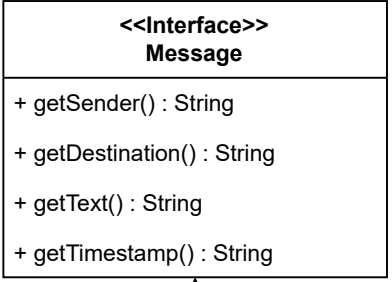 <<Interface>>
Message
+ getSender() : String
+ getDestination() : String
+ getText() : String
+ getTimestamp() : String